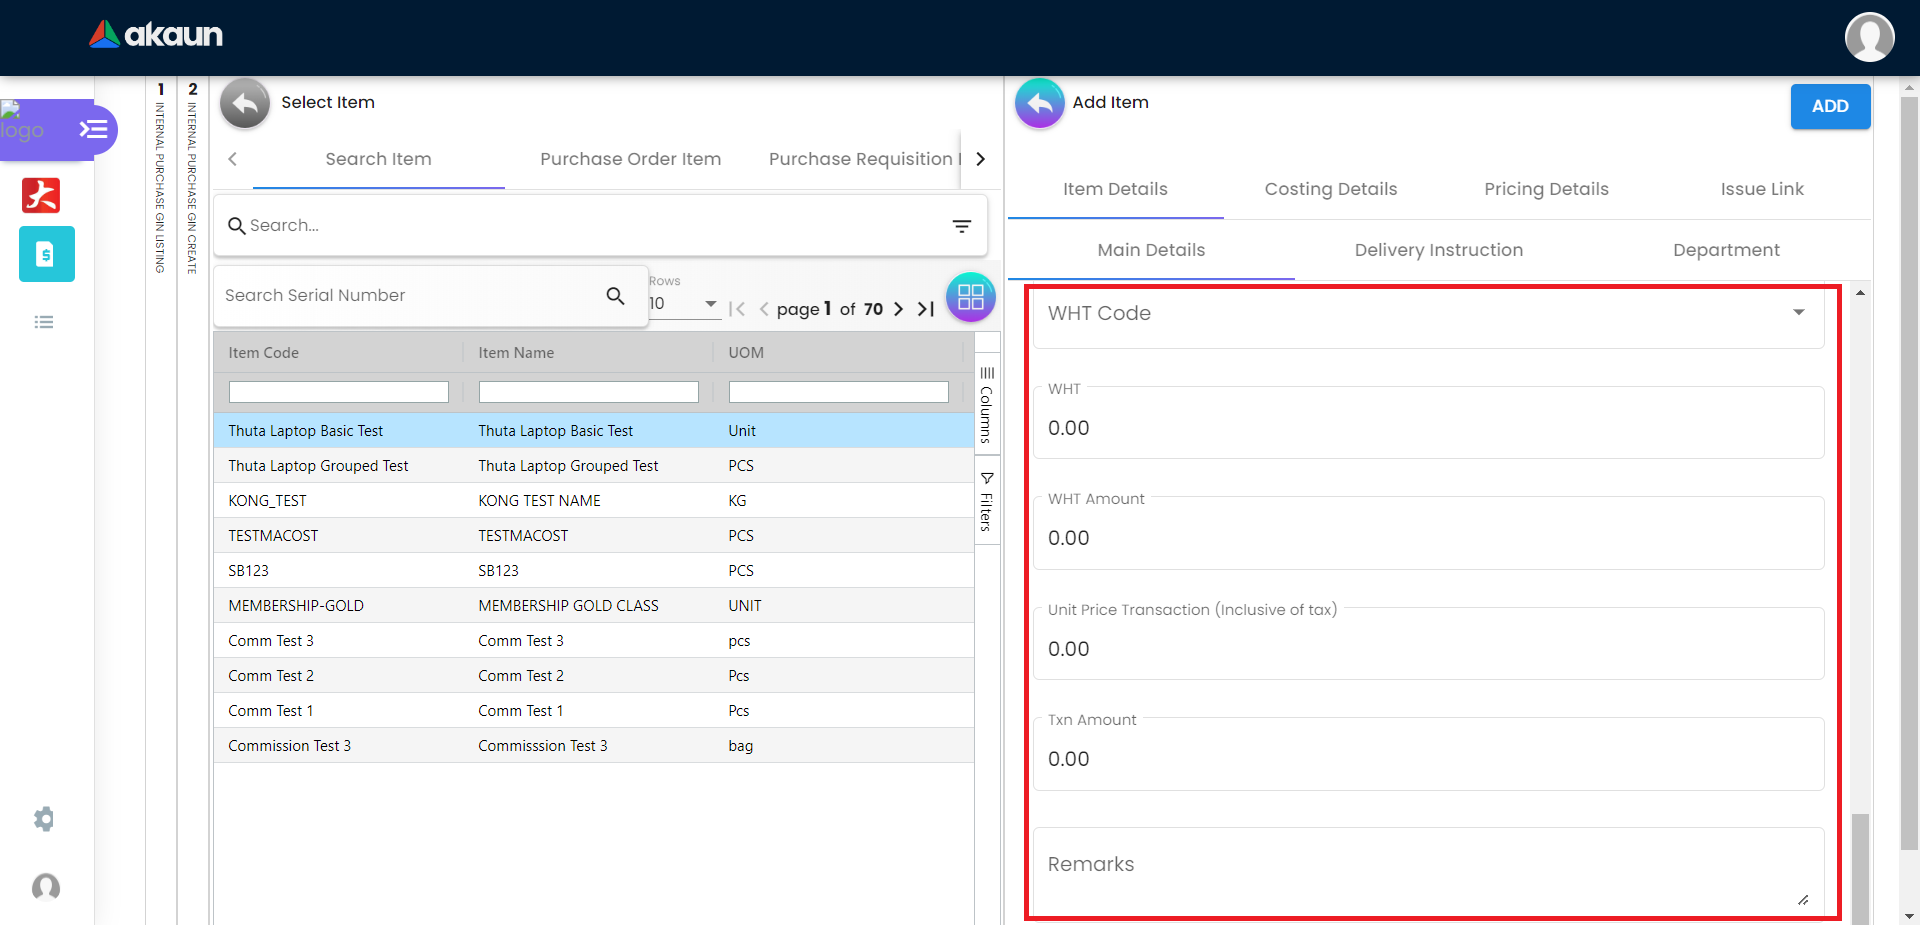 akaun
logo
1
INTERNAL PURCHASE GIN LISTING
2
INTERNAL PURCHASE GIN CREATE
Select Item
Search Item
Purchase Order Item
Purchase Requisition
Search...
Search Serial Number
Rows
10
page 1 of 70
Item Code
Item Name
UOM
Thuta Laptop Basic Test
Thuta Laptop Basic Test
Unit
Thuta Laptop Grouped Test
Thuta Laptop Grouped Test
PCS
KONG_TEST
KONG TEST NAME
KG
TESTMACOST
TESTMACOST
PCS
SB123
SB123
PCS
MEMBERSHIP-GOLD
MEMBERSHIP GOLD CLASS
UNIT
Comm Test 3
Comm Test 3
pcs
Comm Test 2
Comm Test 2
Pcs
Comm Test 1
Comm Test 1
Pcs
Commission Test 3
Commisssion Test 3
bag
Columns
Filters
Add Item
ADD
Item Details
Costing Details
Pricing Details
Issue Link
Main Details
Delivery Instruction
Department
WHT Code
WHT
0.00
WHT Amount
0.00
Unit Price Transaction (Inclusive of tax)
0.00
Txn Amount
0.00
Remarks